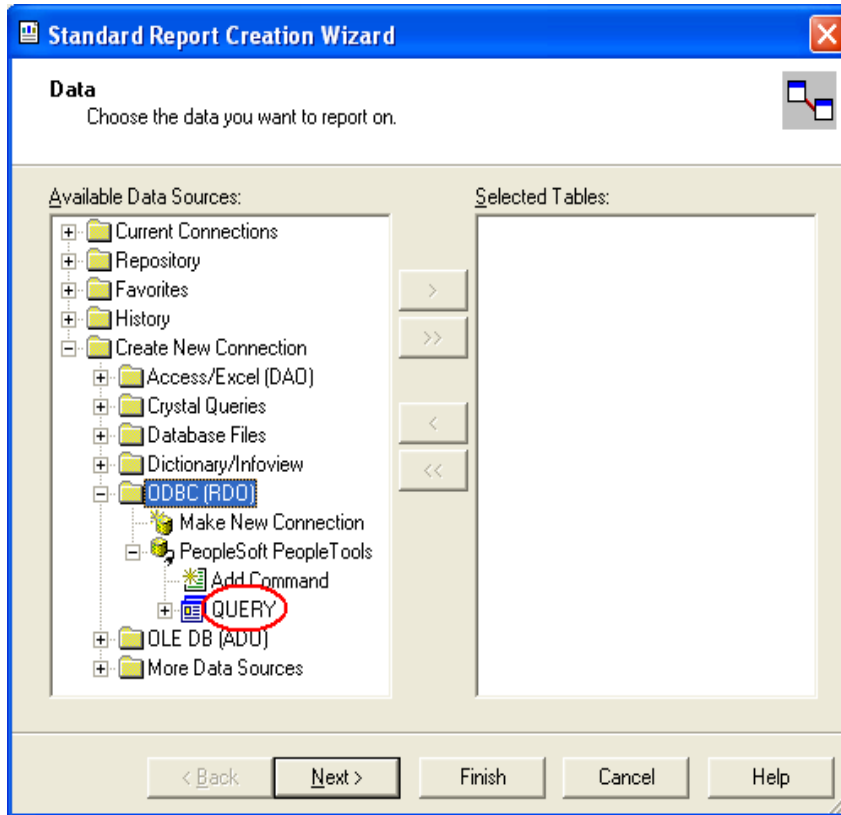 Standard Report Creation Wizard
Data
Choose the data you want to report on.
Available Data Sources:
Selected Tables:
Current Connections
Repository
Favorites
History
Create New Connection
Access/Excel (DAO)
Crystal Queries
Database Files
Dictionary/Infoview
ODBC (RDO)
Make New Connection
PeopleSoft PeopleTools
Add Command
QUERY
OLE DB (ADO)
More Data Sources
>
>>
<
<<
< Back
Next >
Finish
Cancel
Help